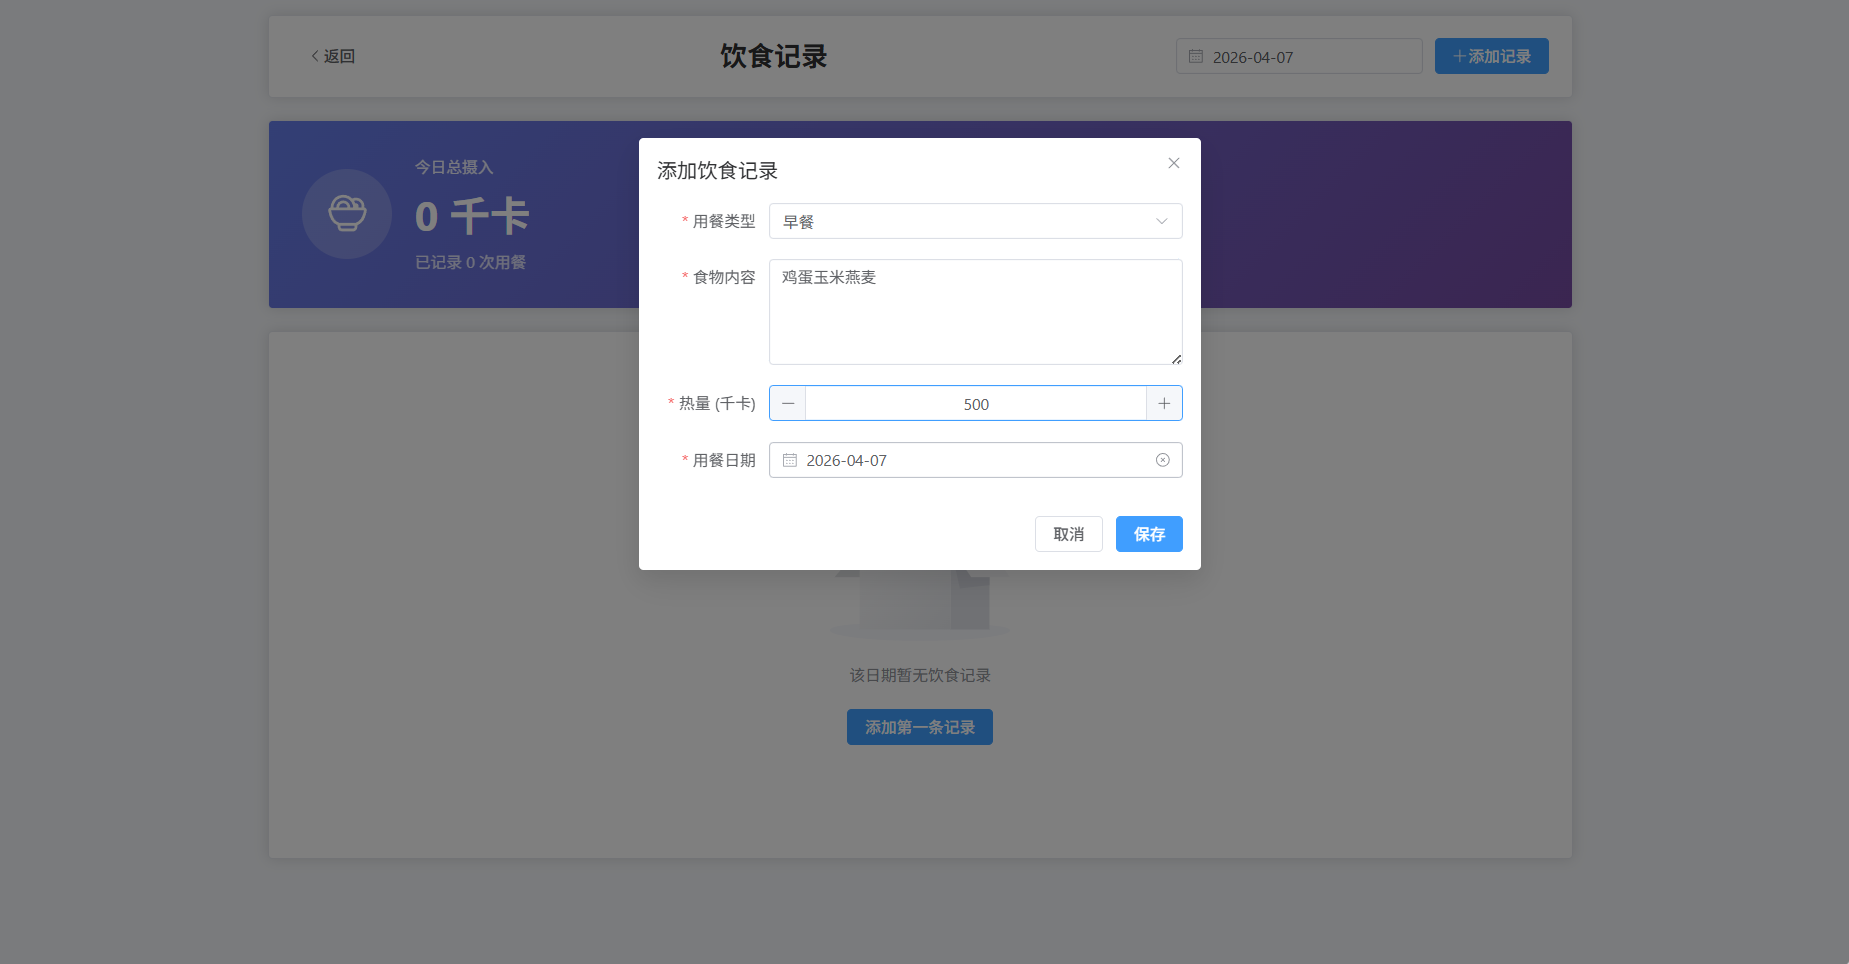 返回
饮食记录
2026-04-07
添加记录
今日总摄入
0 千卡
已记录 0 次用餐
添加饮食记录
* 用餐类型
早餐
* 食物内容
鸡蛋玉米燕麦
* 热量 (千卡)
500
* 用餐日期
2026-04-07
取消
保存
该日期暂无饮食记录
添加第一条记录